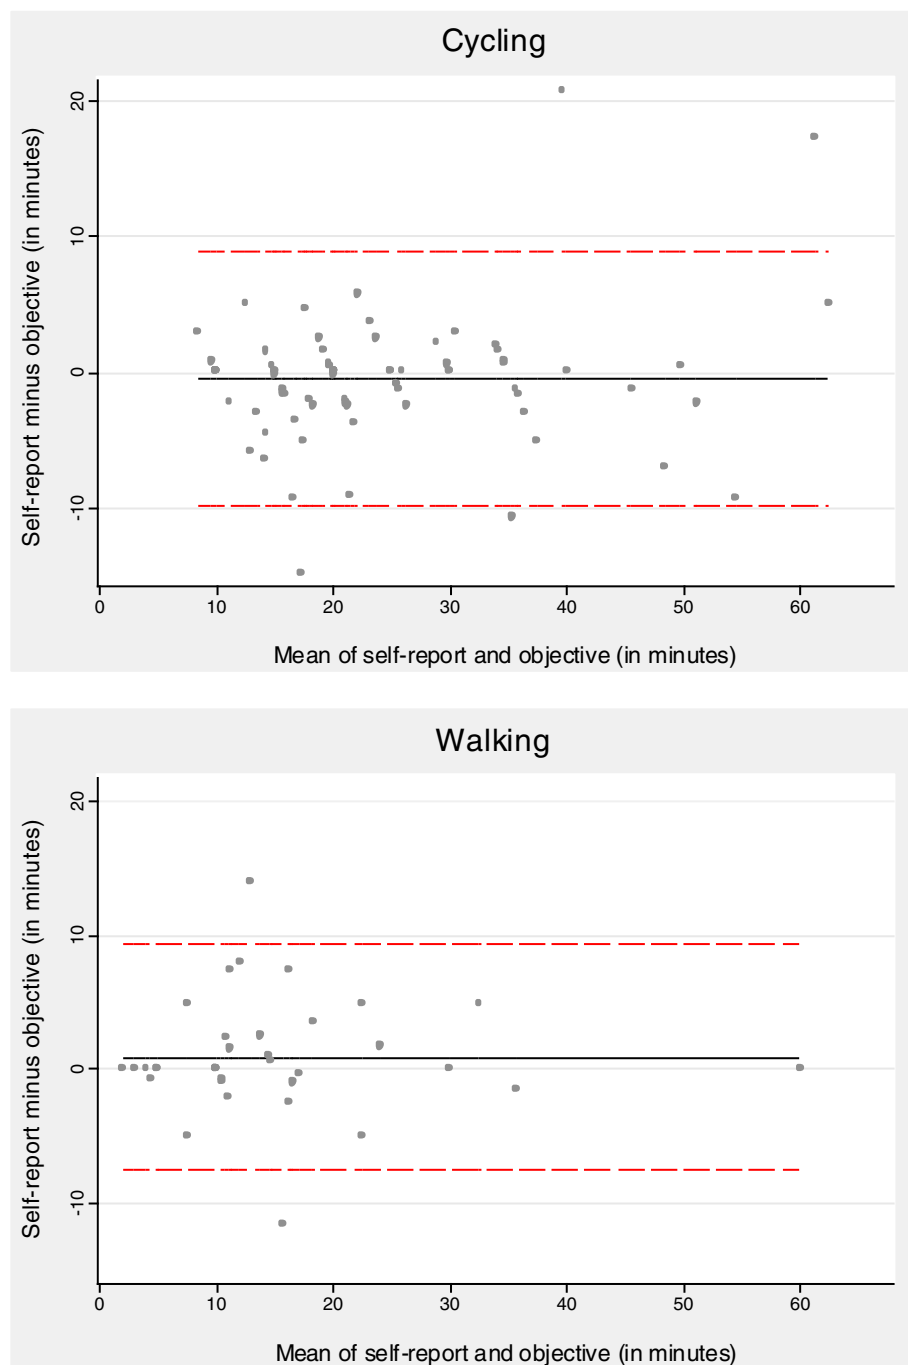 Cycling
Self-report minus objective (in minutes)
20
10
0
-10
0 10 20 30 40 50 60
Mean of self-report and objective (in minutes)
Walking
Self-report minus objective (in minutes)
20
10
0
-10
0 10 20 30 40 50 60
Mean of self-report and objective (in minutes)